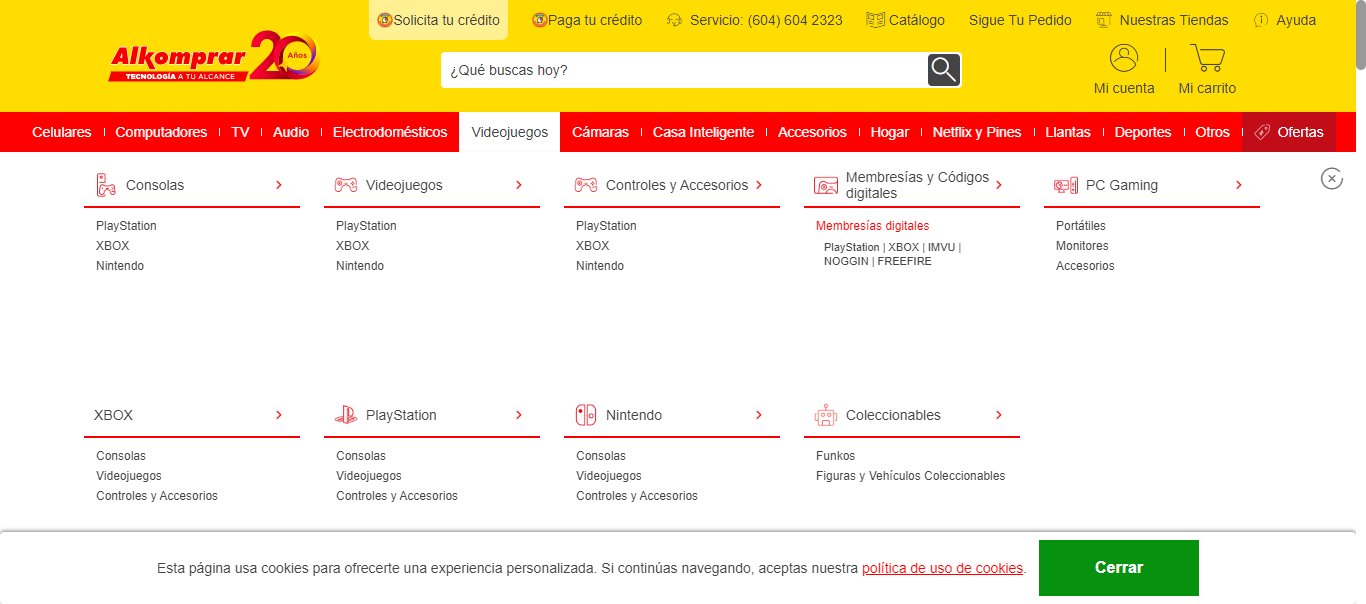 Solicita tu crédito Paga tu crédito Servicio: (604) 604 2323 Catálogo Sigue Tu Pedido Nuestras Tiendas Ayuda
Alkomprar 20 Años
TECNOLOGÍA A TU ALCANCE
¿Qué buscas hoy?
Mi cuenta Mi carrito
Celulares Computadores TV Audio Electrodomésticos Videojuegos Cámaras Casa Inteligente Accesorios Hogar Netflix y Pines Llantas Deportes Otros Ofertas
Consolas
PlayStation
XBOX
Nintendo
Videojuegos
PlayStation
XBOX
Nintendo
Controles y Accesorios
PlayStation
XBOX
Nintendo
Membresías y Códigos
digitales
Membresías digitales
PlayStation | XBOX | IMVU |
NOGGIN | FREEFIRE
PC Gaming
Portátiles
Monitores
Accesorios
XBOX
Consolas
Videojuegos
Controles y Accesorios
PlayStation
Consolas
Videojuegos
Controles y Accesorios
Nintendo
Consolas
Videojuegos
Controles y Accesorios
Coleccionables
Funkos
Figuras y Vehículos Coleccionables
Esta página usa cookies para ofrecerte una experiencia personalizada. Si continúas navegando, aceptas nuestra política de uso de cookies.
Cerrar